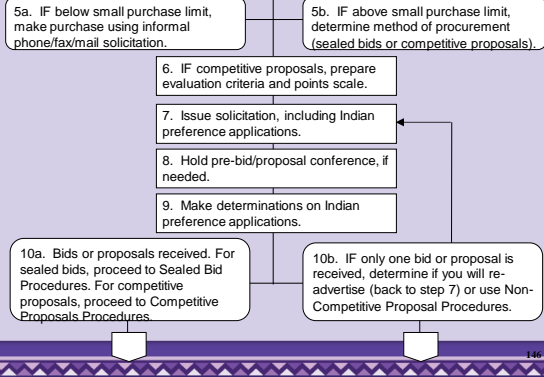 5a. IF below small purchase limit,
make purchase using informal
phone/fax/mail solicitation.
5b. IF above small purchase limit,
determine method of procurement
(sealed bids or competitive proposals).
6. IF competitive proposals, prepare
evaluation criteria and points scale.
7. Issue solicitation, including Indian
preference applications.
8. Hold pre-bid/proposal conference, if
needed.
9. Make determinations on Indian
preference applications.
10a. Bids or proposals received. For
sealed bids, proceed to Sealed Bid
Procedures. For competitive
proposals, proceed to Competitive
Proposals Procedures.
10b. IF only one bid or proposal is
received, determine if you will re-
advertise (back to step 7) or use Non-
Competitive Proposal Procedures.
146